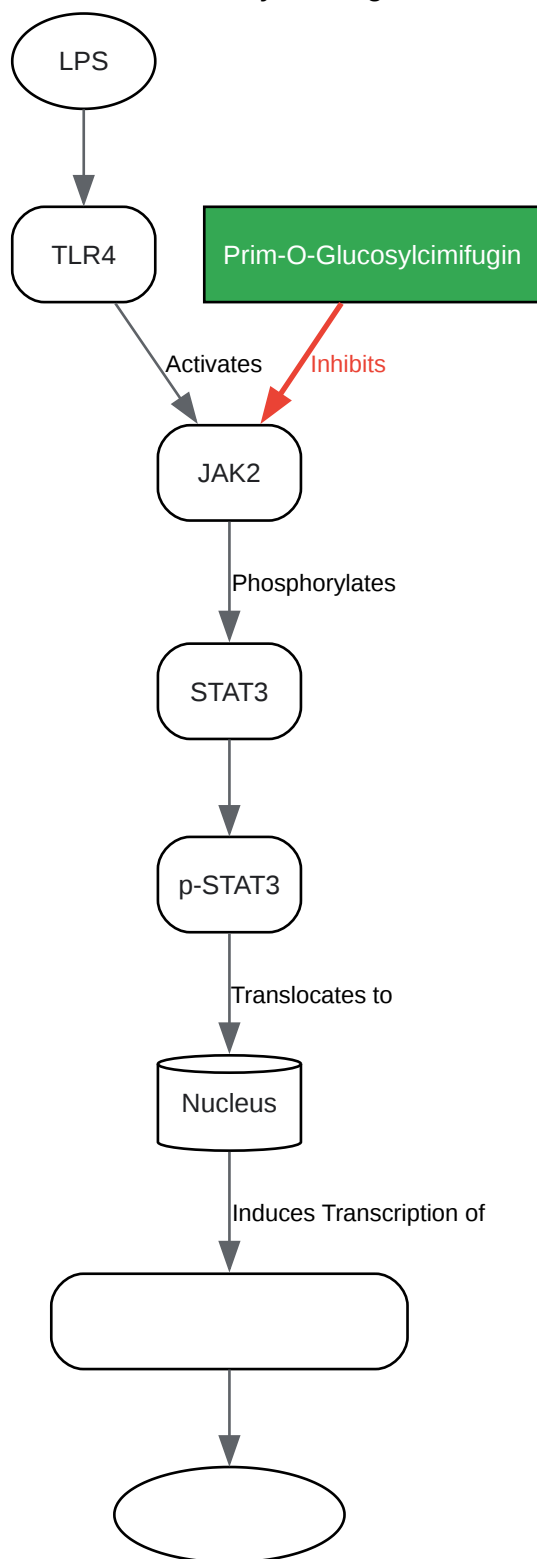 LPS
TLR4
Prim-O-Glucosylcimifugin
Activates
Inhibits
JAK2
Phosphorylates
STAT3
p-STAT3
Translocates to
Nucleus
Induces Transcription of